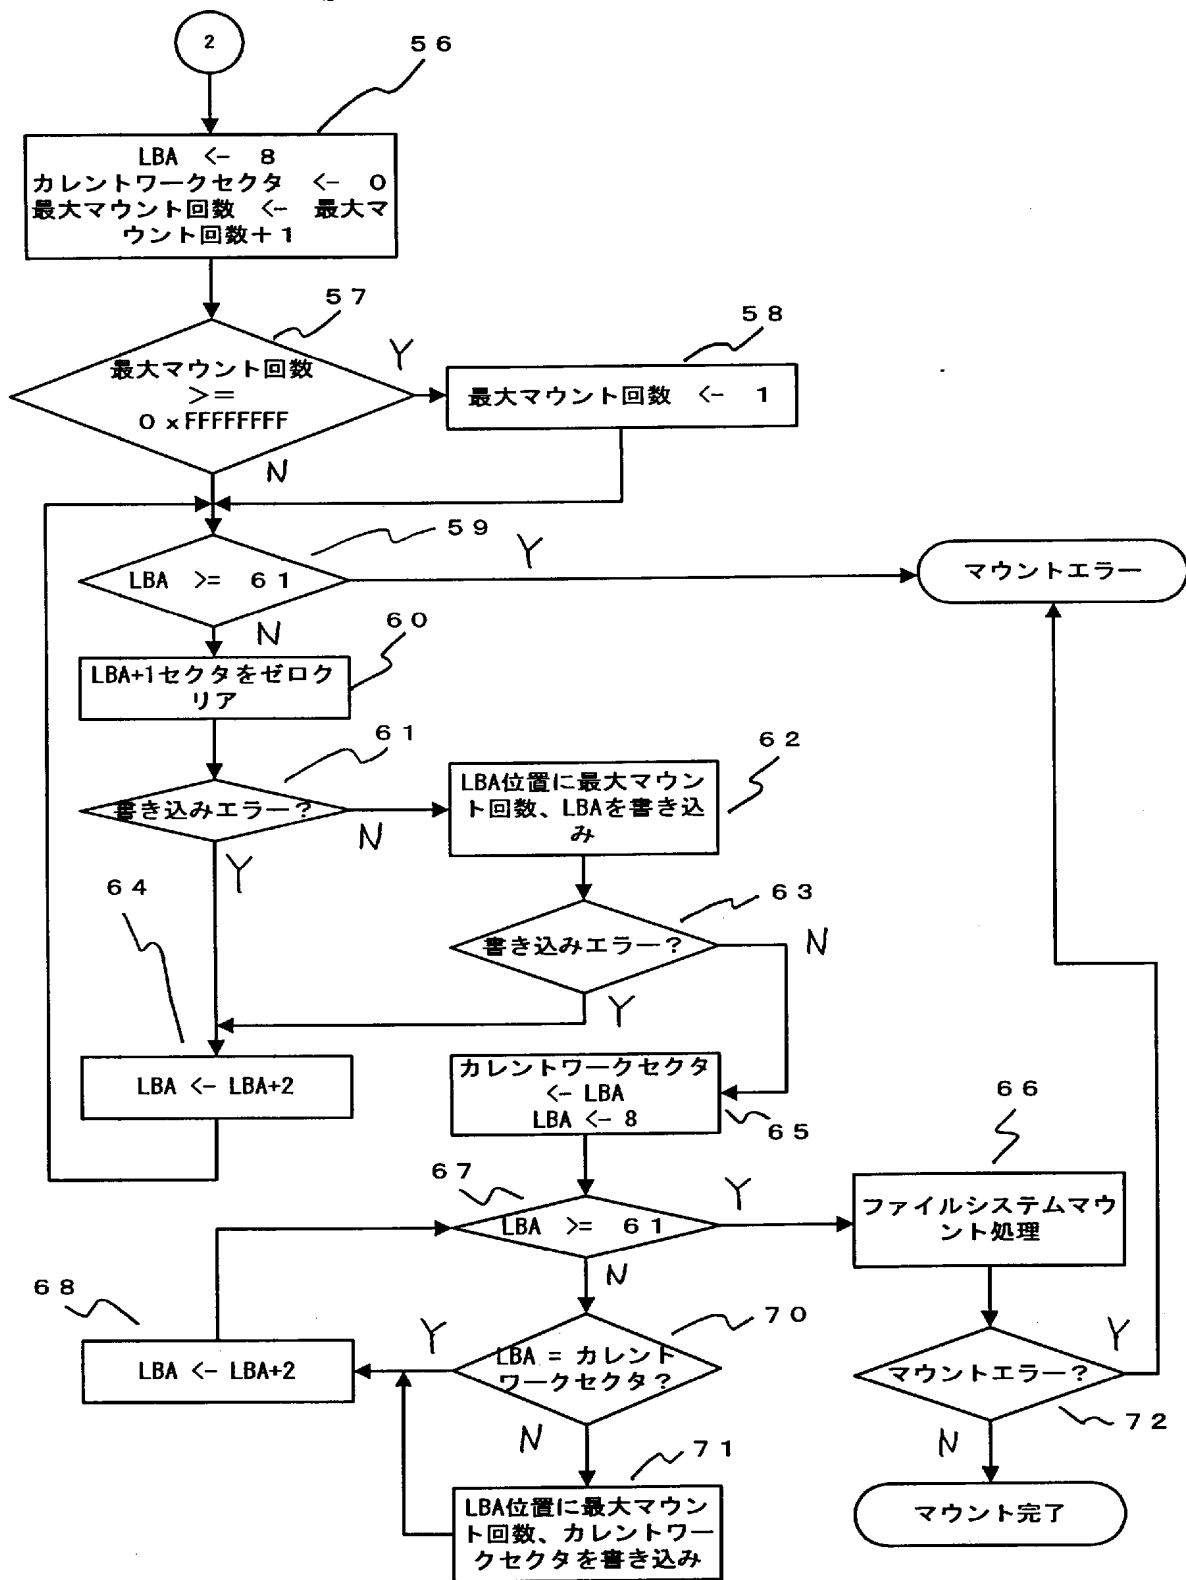 2
56
LBA <- 8
カレントワークセクタ <- 0
最大マウント回数 <- 最大マ
ウント回数+1
57
最大マウント回数
>=
0xFFFFFFFF
Y
N
58
最大マウント回数 <- 1
59
LBA >= 61
Y
N
マウントエラー
60
LBA+1セクタをゼロク
リア
61
書き込みエラー?
N
Y
62
LBA位置に最大マウン
ト回数、LBAを書き込
み
63
書き込みエラー?
N
Y
64
LBA <- LBA+2
カレントワークセクタ
<- LBA
LBA <- 8
65
66
ファイルシステムマウ
ント処理
67
LBA >= 61
Y
N
68
LBA <- LBA+2
70
LBA = カレント
ワークセクタ?
Y
N
71
LBA位置に最大マウン
ト回数、カレントワー
クセクタを書き込み
マウントエラー?
Y
N
72
マウント完了